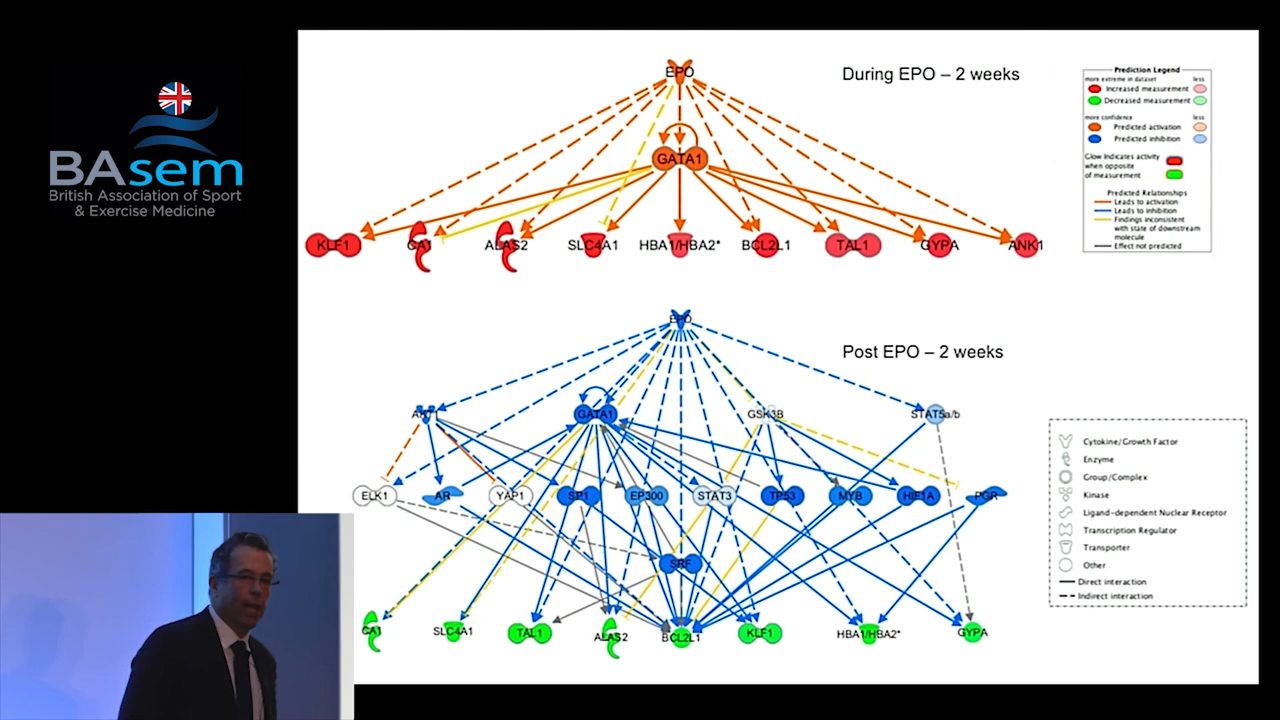 BAsem
British Association of Sport
& Exercise Medicine
During EPO – 2 weeks
EPO
GATA1
KLF1
CA1
ALAS2
SLC4A1
HBA1/HBA2*
BCL2L1
TAL1
GYPA
ANK1
Prediction Legend
more extreme in dataset
less
Increased measurement
Decreased measurement
more confidence
less
Predicted activation
Predicted inhibition
Glow Indicates activity
when opposite
of measurement
Predicted Relationships
Leads to activation
Leads to inhibition
Findings inconsistent
with state of downstream
molecule
Effect not predicted
Post EPO – 2 weeks
EPO
AKT1
GATA1
GSK3B
STAT5a/b
ELK1
AR
YAP1
SP1
EP300
STAT3
TP53
MYB
HIF1A
PGR
SRF
CA1
SLC4A1
TAL1
ALAS2
BCL2L1
KLF1
HBA1/HBA2*
GYPA
Cytokine/Growth Factor
Enzyme
Group/Complex
Kinase
Ligand-dependent Nuclear Receptor
Transcription Regulator
Transporter
Other
Direct interaction
Indirect interaction